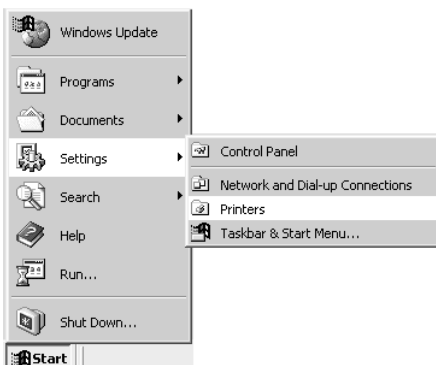 Windows Update
Programs
Documents
Settings
Search
Help
Run...
Shut Down...
Start
Control Panel
Network and Dial-up Connections
Printers
Taskbar & Start Menu...